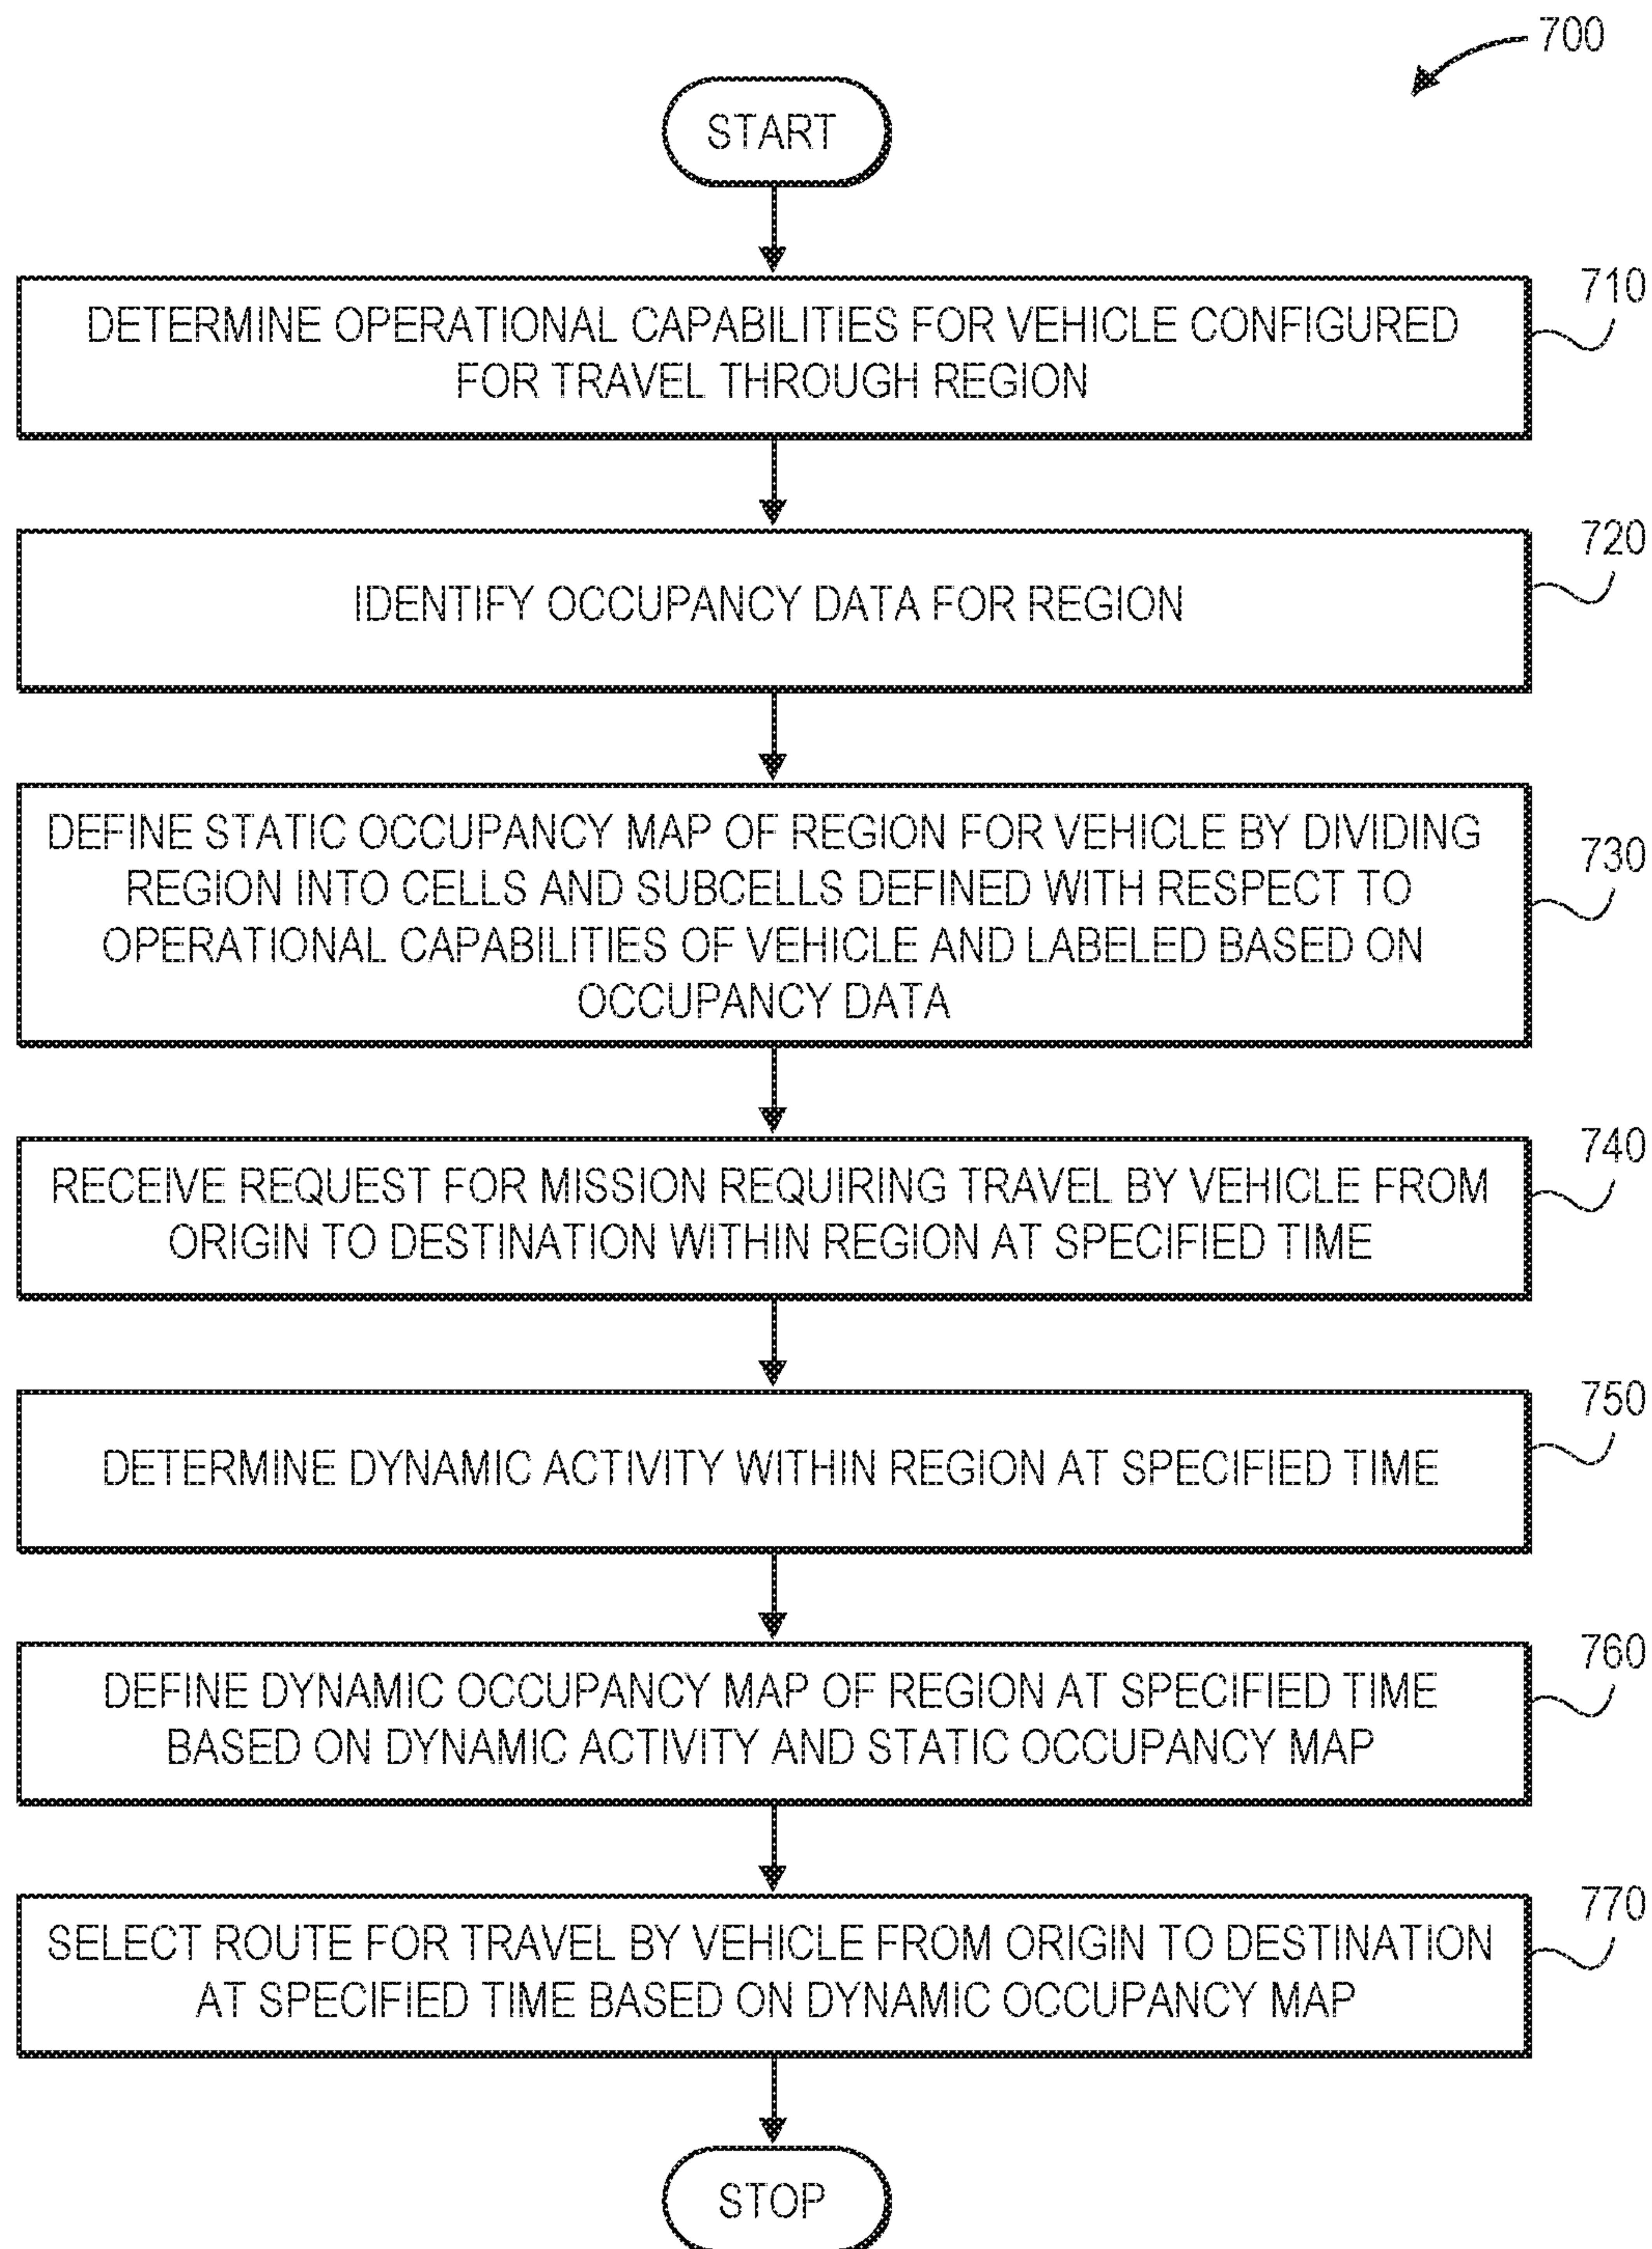 700
START
710
DETERMINE OPERATIONAL CAPABILITIES FOR VEHICLE CONFIGURED
FOR TRAVEL THROUGH REGION
720
IDENTIFY OCCUPANCY DATA FOR REGION
730
DEFINE STATIC OCCUPANCY MAP OF REGION FOR VEHICLE BY DIVIDING
REGION INTO CELLS AND SUBCELLS DEFINED WITH RESPECT TO
OPERATIONAL CAPABILITIES OF VEHICLE AND LABELED BASED ON
OCCUPANCY DATA
740
RECEIVE REQUEST FOR MISSION REQUIRING TRAVEL BY VEHICLE FROM
ORIGIN TO DESTINATION WITHIN REGION AT SPECIFIED TIME
750
DETERMINE DYNAMIC ACTIVITY WITHIN REGION AT SPECIFIED TIME
760
DEFINE DYNAMIC OCCUPANCY MAP OF REGION AT SPECIFIED TIME
BASED ON DYNAMIC ACTIVITY AND STATIC OCCUPANCY MAP
770
SELECT ROUTE FOR TRAVEL BY VEHICLE FROM ORIGIN TO DESTINATION
AT SPECIFIED TIME BASED ON DYNAMIC OCCUPANCY MAP
STOP